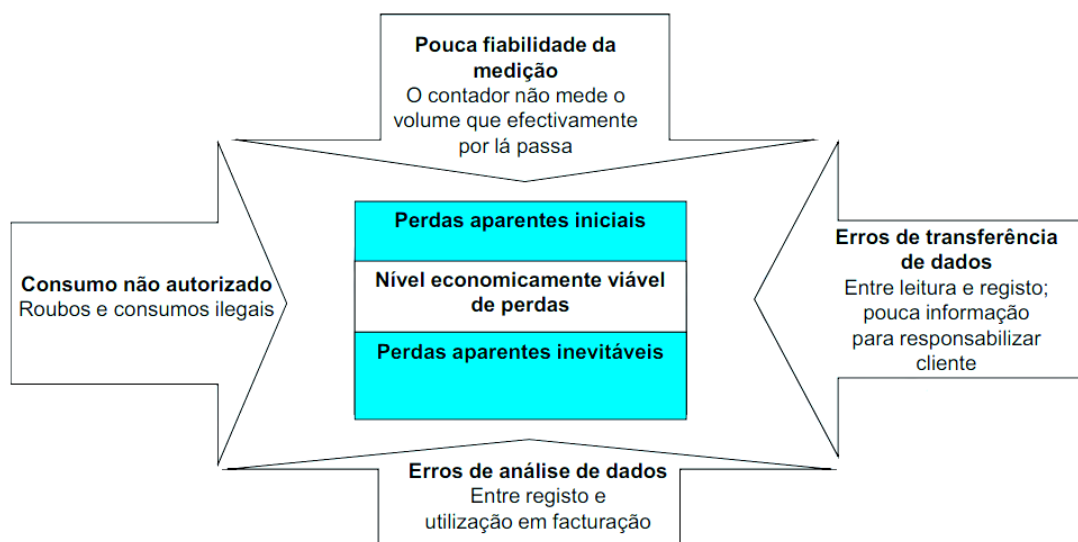 Pouca fiabilidade da
medição
O contador não mede o
volume que efectivamente
por lá passa
Consumo não autorizado
Roubos e consumos ilegais
Perdas aparentes iniciais
Nível economicamente viável
de perdas
Perdas aparentes inevitáveis
Erros de transferência
de dados
Entre leitura e registo;
pouca informação
para responsabilizar
cliente
Erros de análise de dados
Entre registo e
utilização em facturação